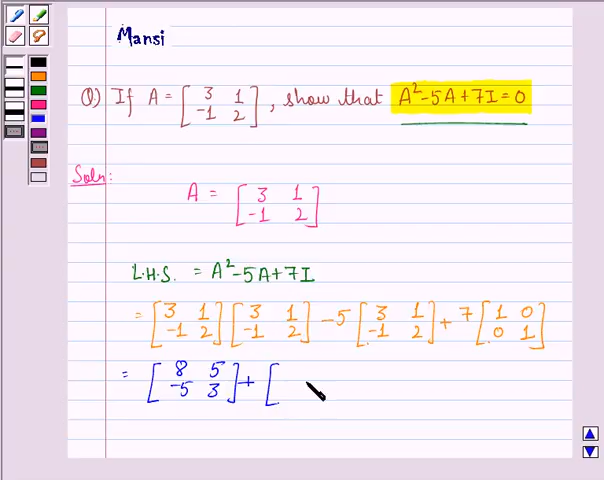 Mansi
Q.) If A = [ 3 1 ; -1 2 ] , show that A² - 5A + 7I = 0
Soln:
A = [ 3 1 ; -1 2 ]
L.H.S. = A² - 5A + 7I
= [ 3 1 ; -1 2 ] [ 3 1 ; -1 2 ] - 5 [ 3 1 ; -1 2 ] + 7 [ 1 0 ; 0 1 ]
= [ 8 5 ; -5 3 ] + [